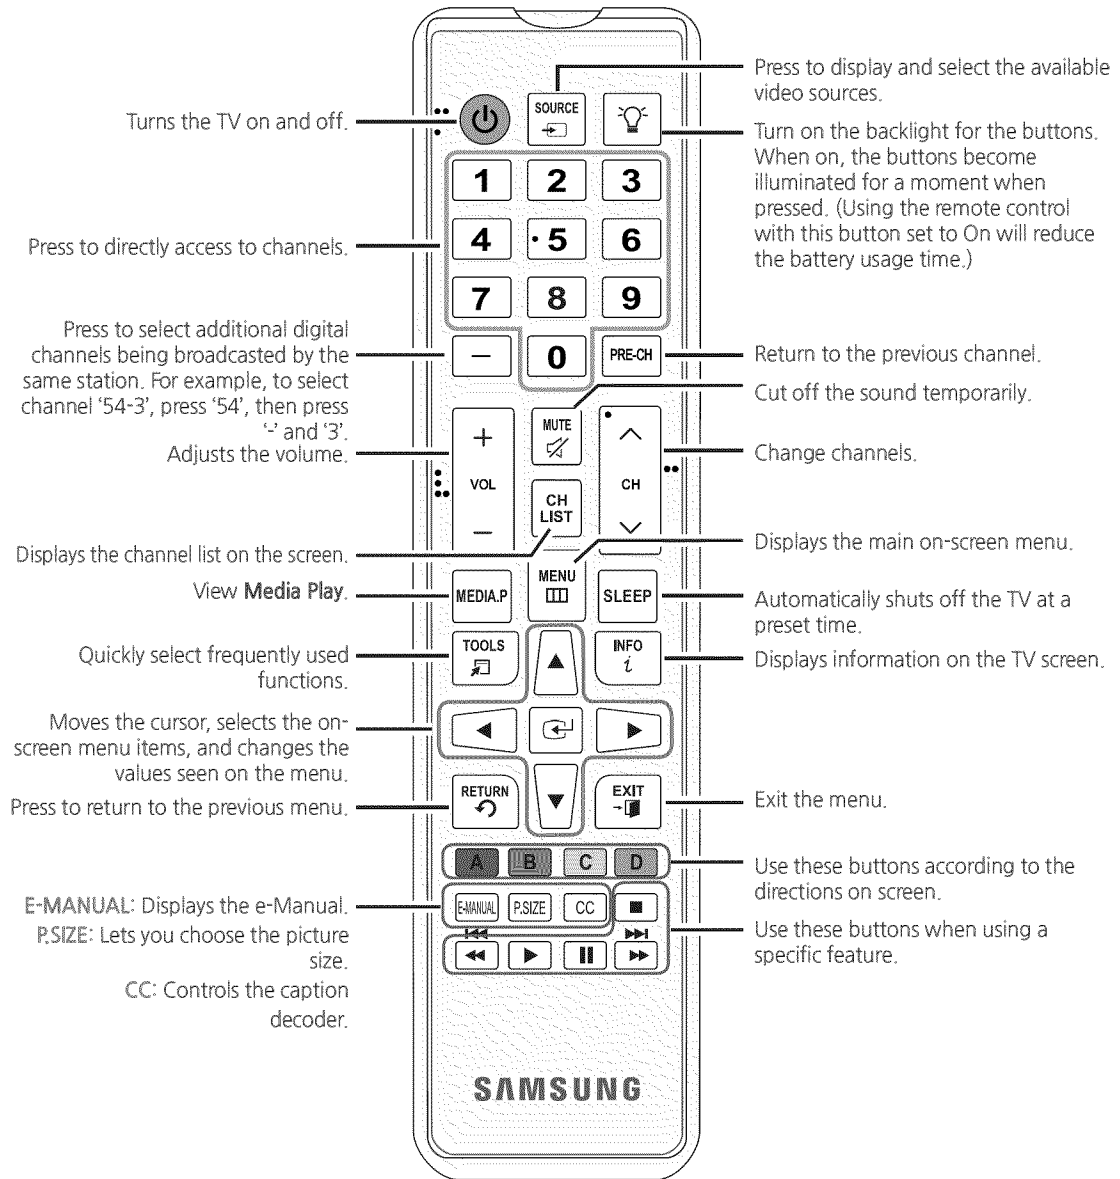 Press to display and select the available
video sources.
Turns the TV on and off.
SOURCE
Turn on the backlight for the buttons.
When on, the buttons become
illuminated for a moment when
pressed. (Using the remote control
with this button set to On will reduce
the battery usage time.)
1 2 3
Press to directly access to channels.
4 5 6
7 8 9
Press to select additional digital
channels being broadcasted by the
same station. For example, to select
channel ‘54-3’, press ‘54’, then press
‘-’ and ‘3’.
— 0 PRE-CH
Return to the previous channel.
Cut off the sound temporarily.
Adjusts the volume.
+
VOL
−
MUTE
CH
Change channels.
CH
LIST
Displays the channel list on the screen.
Displays the main on-screen menu.
View Media Play.
MEDIA.P
MENU
SLEEP
Automatically shuts off the TV at a
preset time.
Quickly select frequently used
functions.
TOOLS
INFO
i
Displays information on the TV screen.
Moves the cursor, selects the on-
screen menu items, and changes the
values seen on the menu.
Press to return to the previous menu.
RETURN
EXIT
Exit the menu.
A B C D
Use these buttons according to the
directions on screen.
E-MANUAL: Displays the e-Manual.
P.SIZE: Lets you choose the picture
size.
CC: Controls the caption
decoder.
E-MANUAL P.SIZE CC
Use these buttons when using a
specific feature.
SAMSUNG